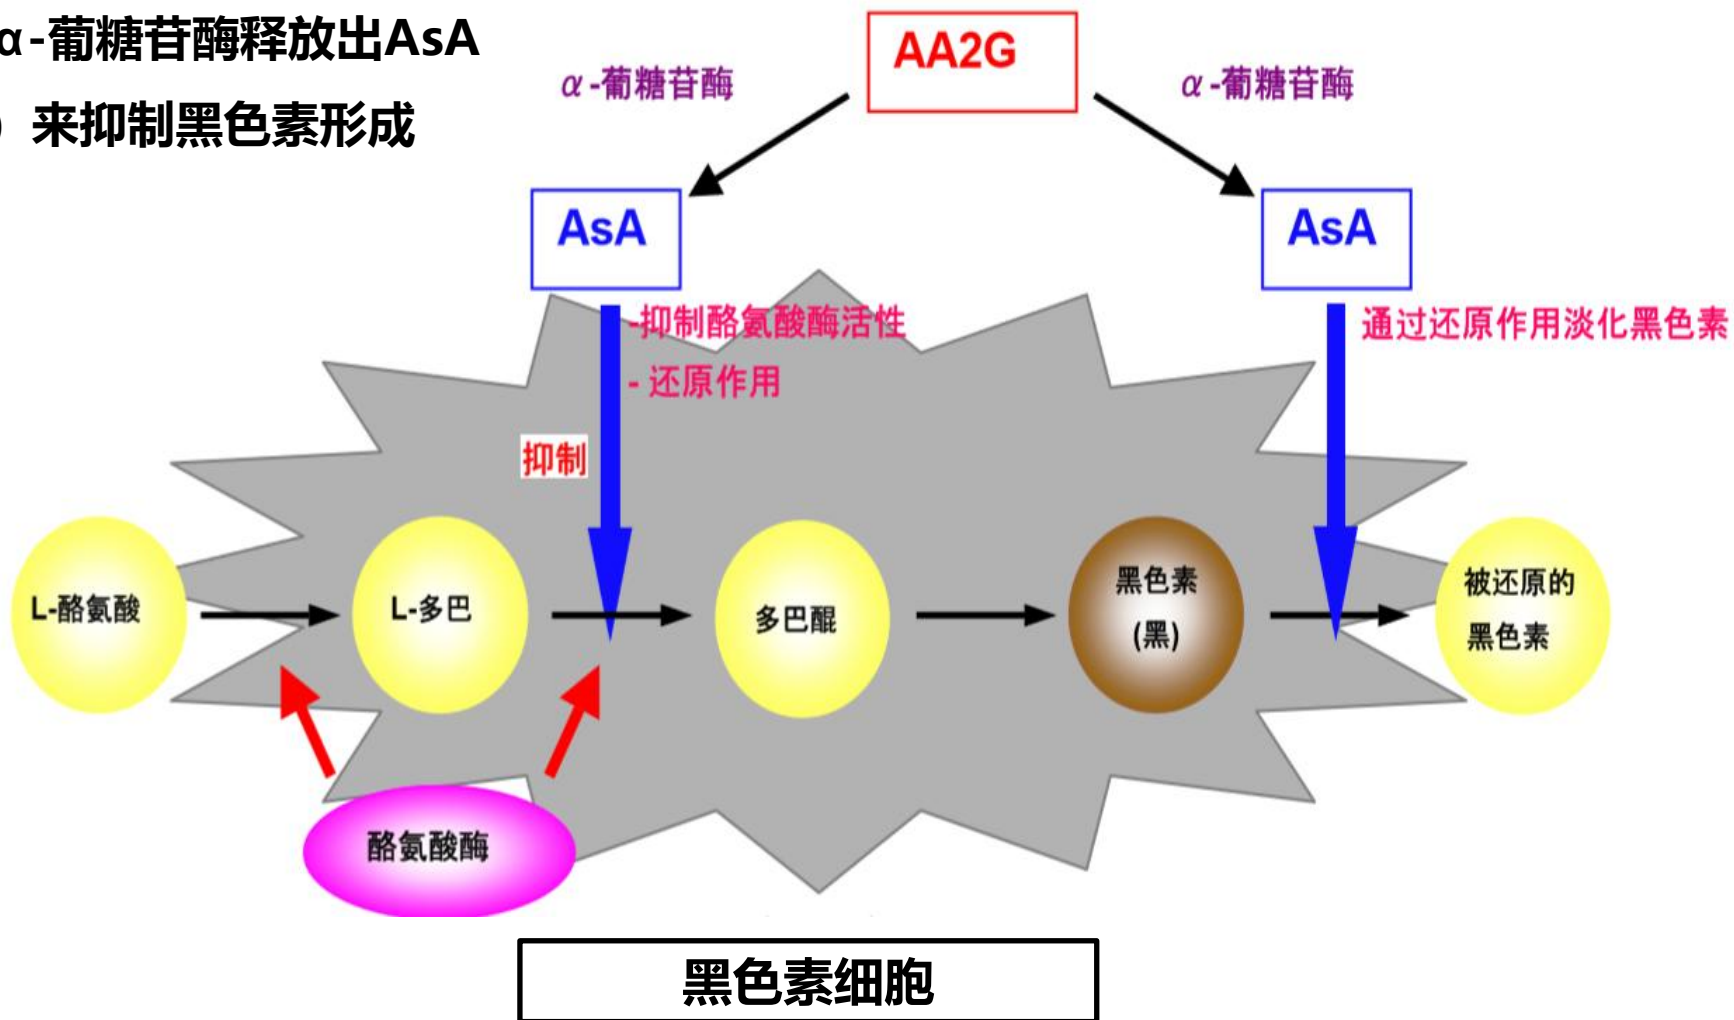 α-葡糖苷酶释放出AsA
）来抑制黑色素形成
AA2G
α-葡糖苷酶
α-葡糖苷酶
AsA
AsA
-抑制酪氨酸酶活性
- 还原作用
通过还原作用淡化黑色素
抑制
L-酪氨酸
L-多巴
多巴醌
黑色素
(黑)
被还原的
黑色素
酪氨酸酶
黑色素细胞